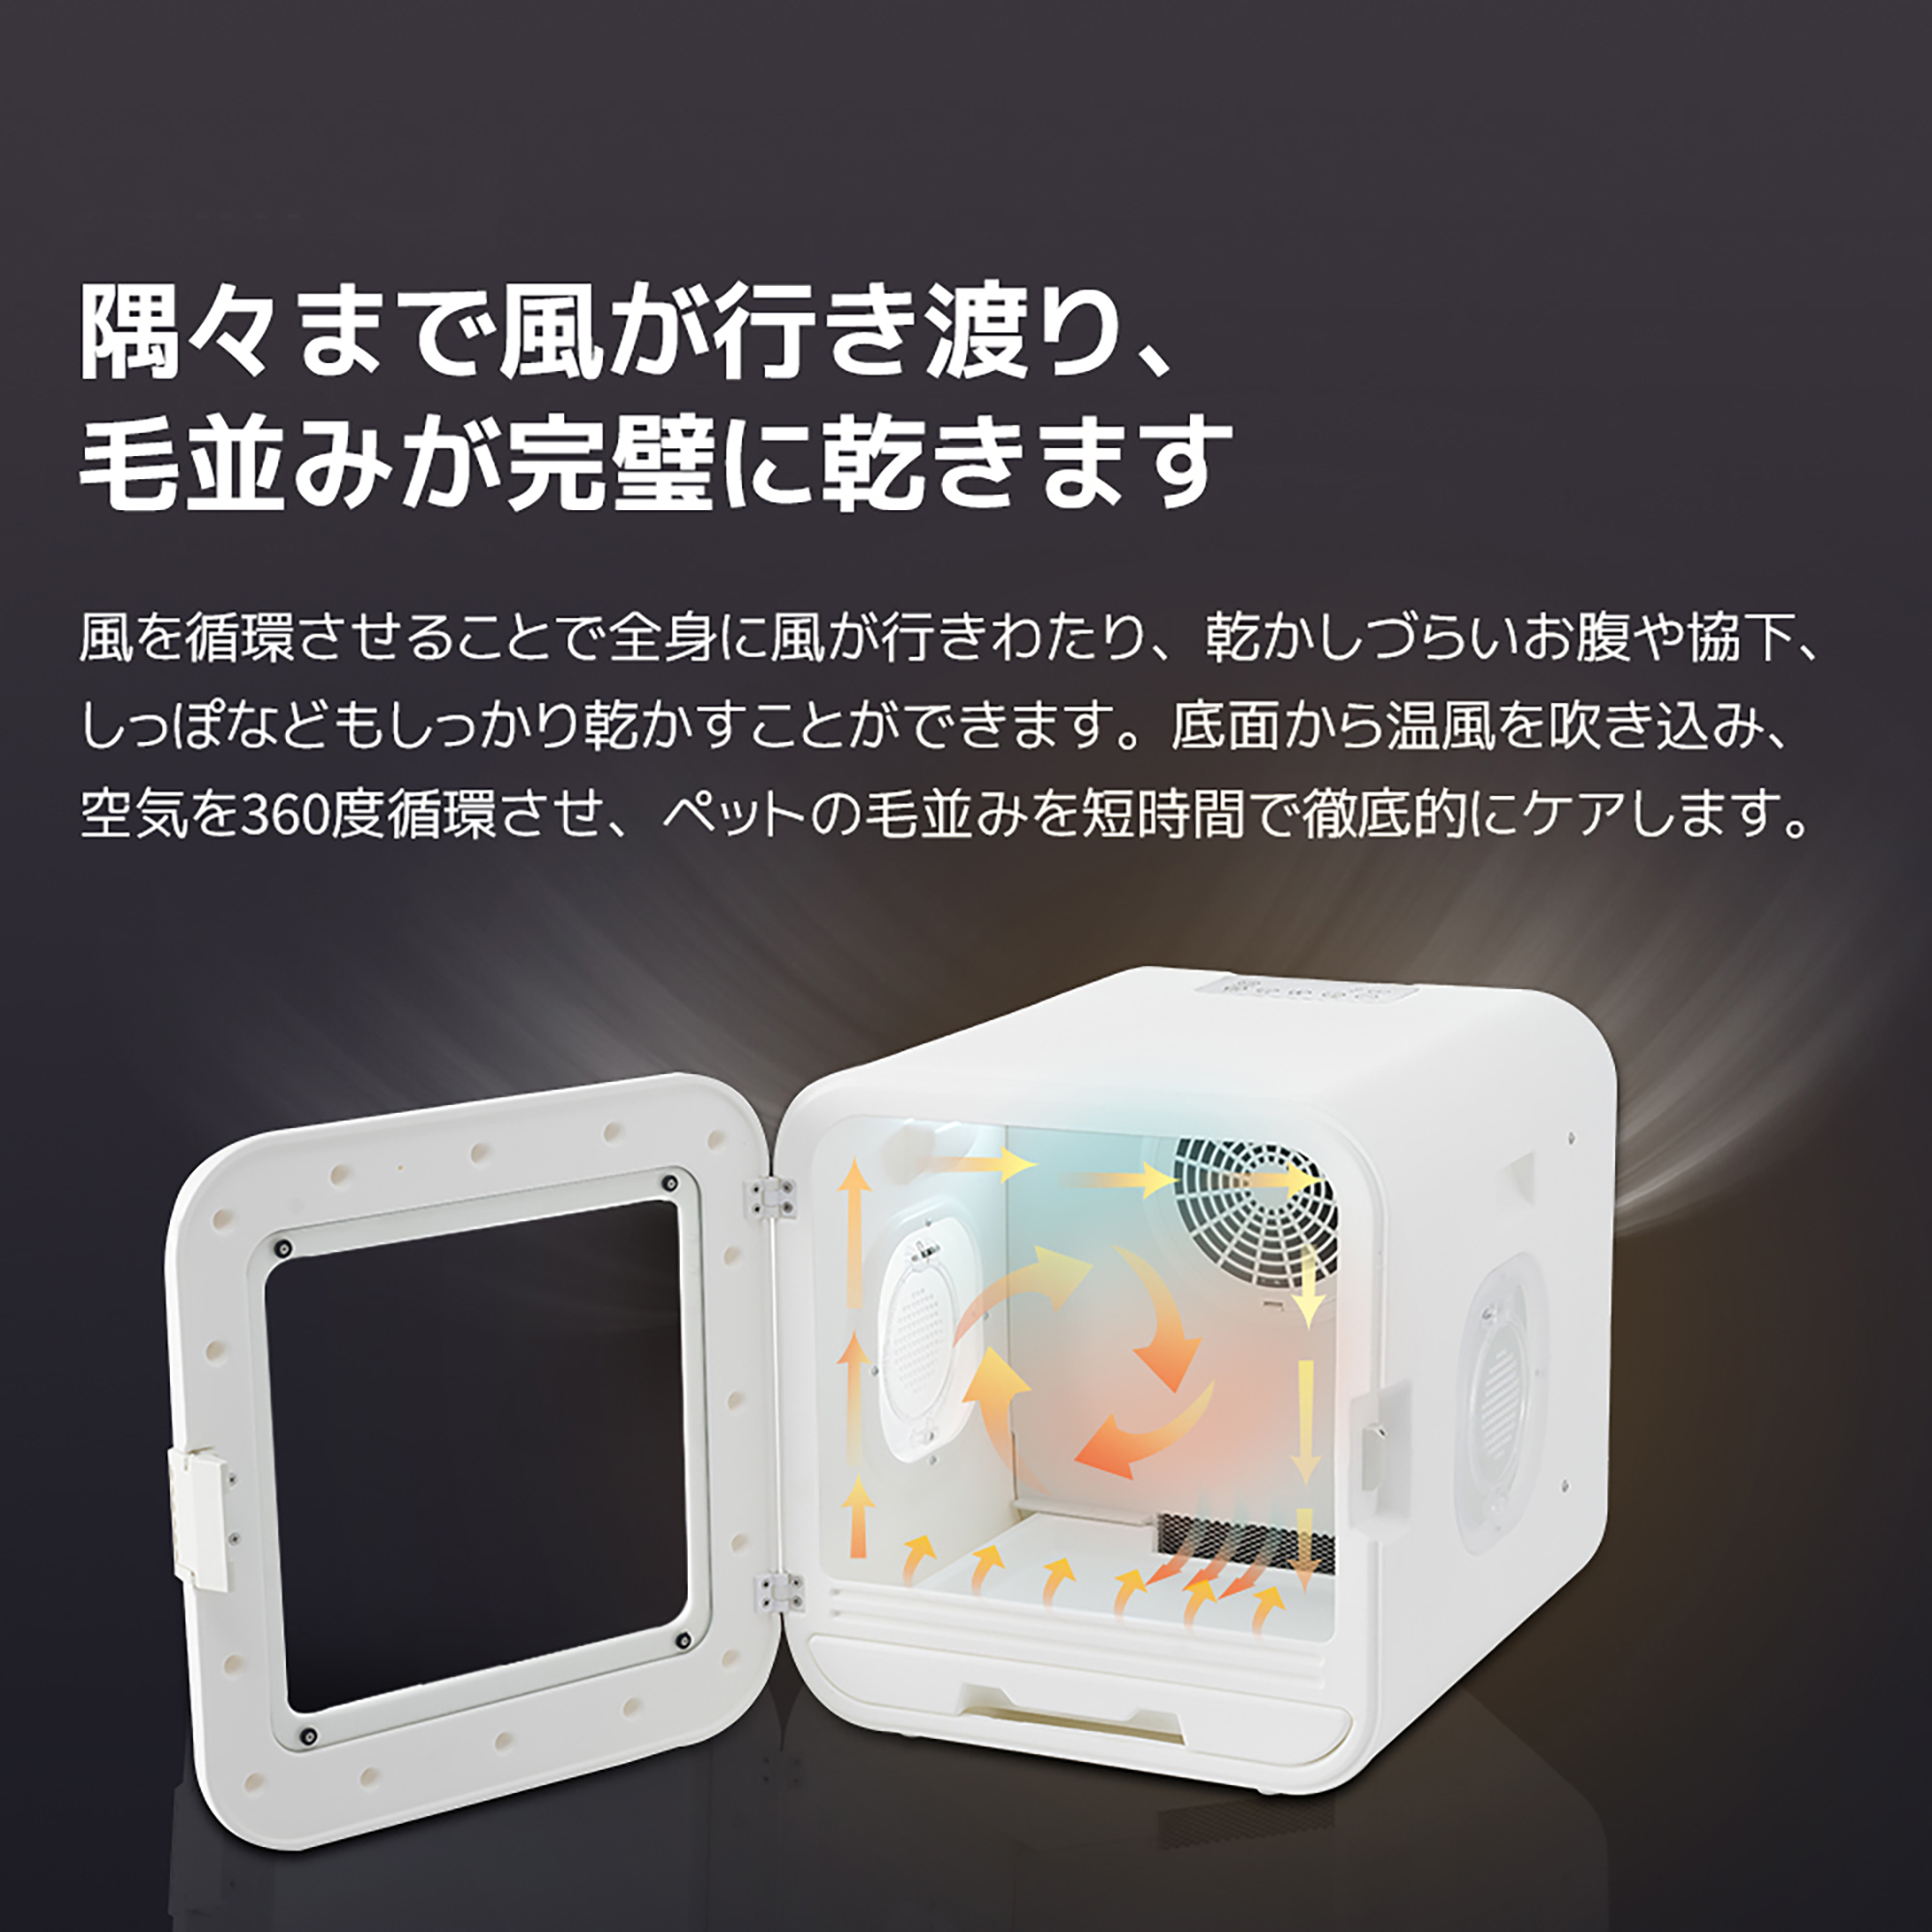 隅々まで風が行き渡り、
毛並みが完璧に乾きます
風を循環させることで全身に風が行きわたり、乾かしづらいお腹や協下、
しっぽなどもしっかり乾かすことができます。底面から温風を吹き込み、
空気を360度循環させ、ペットの毛並みを短時間で徹底的にケアします。